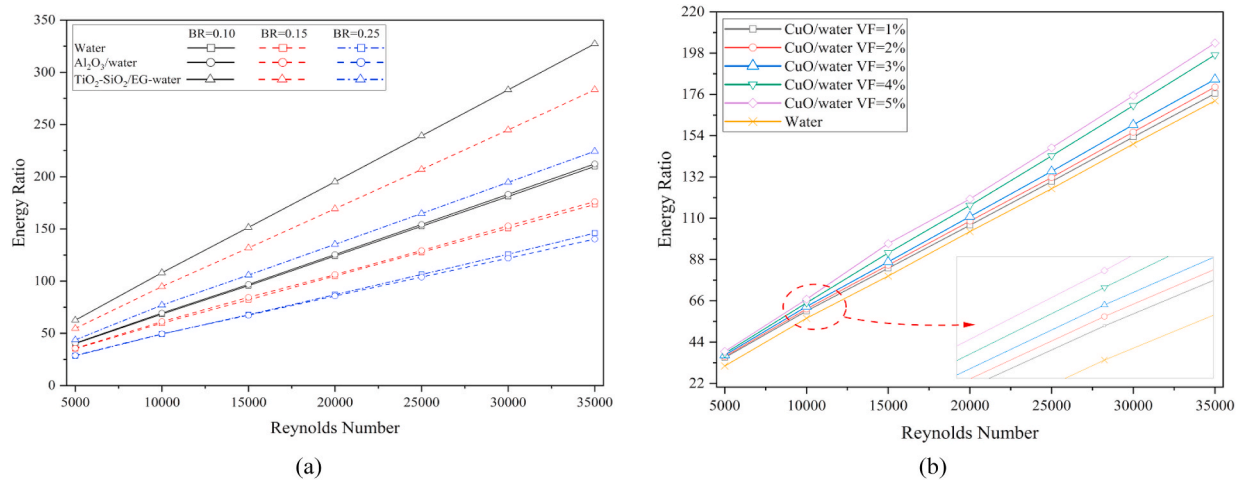 350
300
250
200
150
100
50
0
Energy Ratio
BR=0.10 BR=0.15 BR=0.25
Water
Al₂O₃/water
TiO₂-SiO₂/EG-water
5000 10000 15000 20000 25000 30000 35000
Reynolds Number
(a)
220
198
176
154
132
110
88
66
44
22
Energy Ratio
CuO/water VF=1%
CuO/water VF=2%
CuO/water VF=3%
CuO/water VF=4%
CuO/water VF=5%
Water
5000 10000 15000 20000 25000 30000 35000
Reynolds Number
(b)